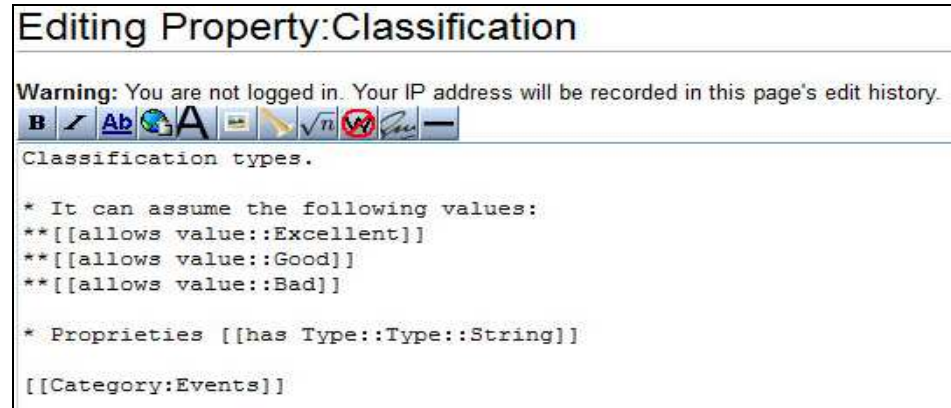 Editing Property:Classification
Warning: You are not logged in. Your IP address will be recorded in this page's edit history.
B I Ab A √n W
Classification types.
* It can assume the following values:
**[[allows value::Excellent]]
**[[allows value::Good]]
**[[allows value::Bad]]
* Proprieties [[has Type::Type::String]]
[[Category:Events]]